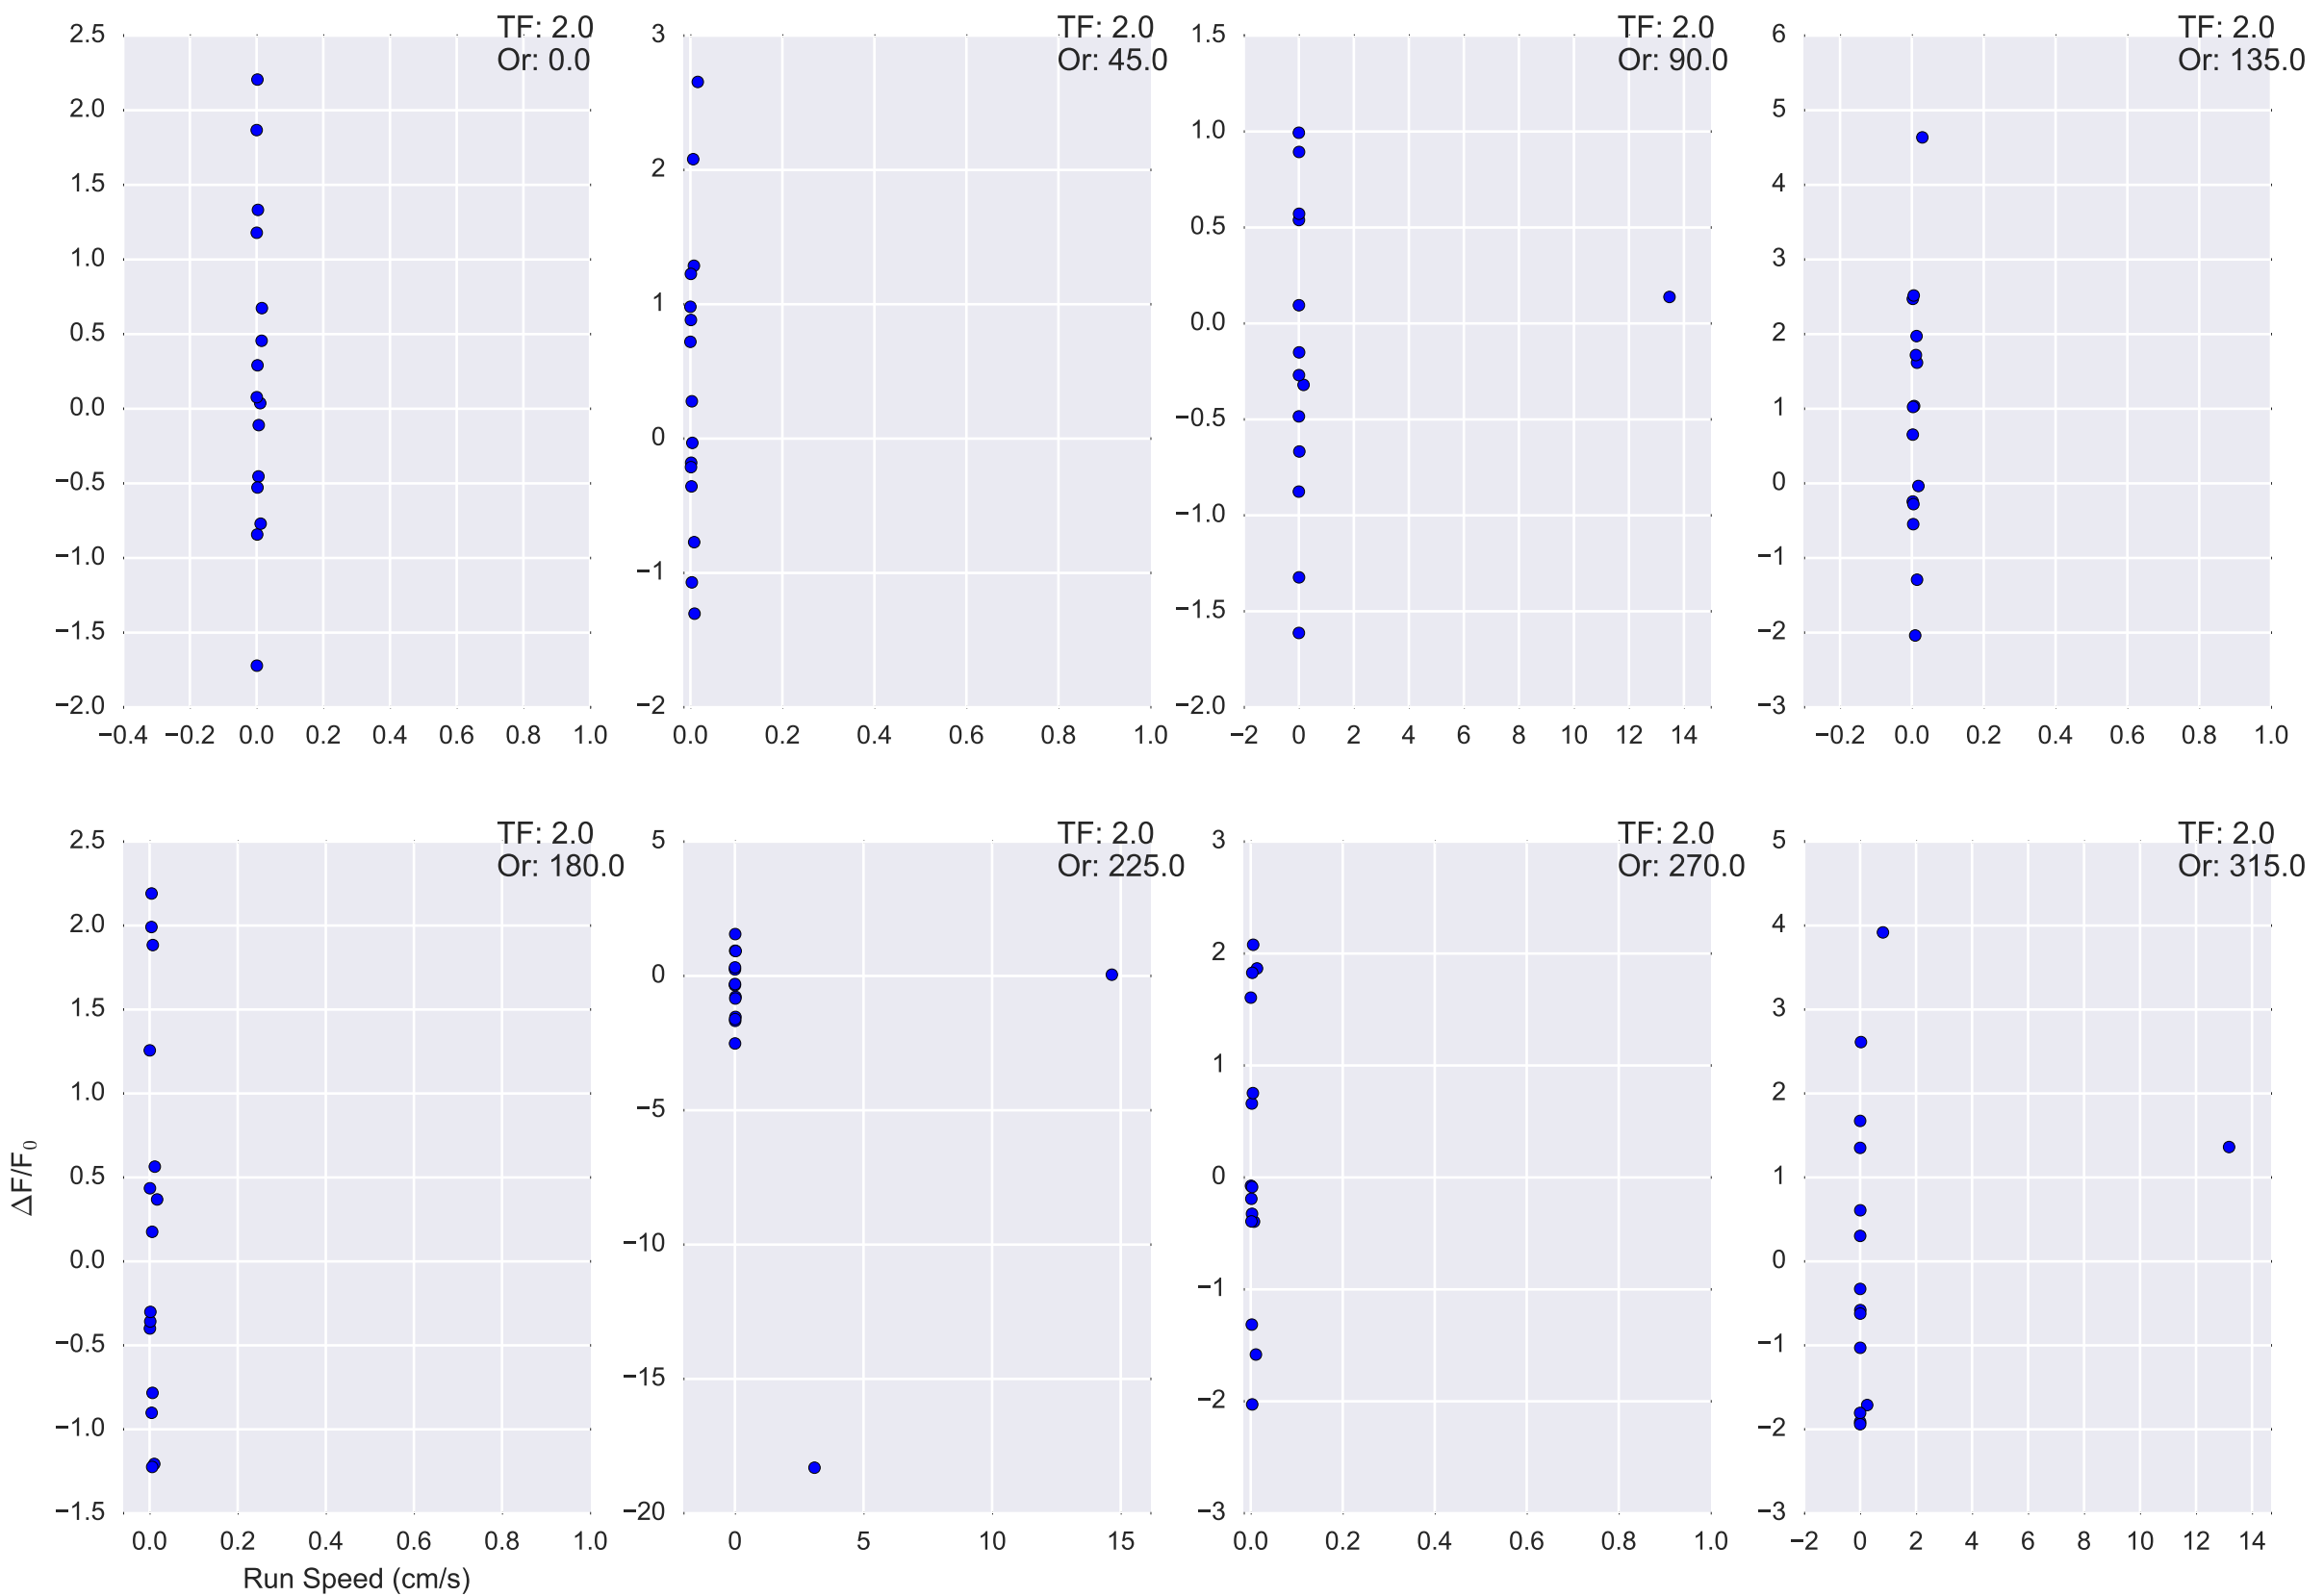 TF: 2.0
Or: 0.0
2.5
2.0
1.5
1.0
0.5
0.0
−0.5
−1.0
−1.5
−2.0
−0.4 −0.2 0.0 0.2 0.4 0.6 0.8 1.0
TF: 2.0
Or: 45.0
3
2
1
0
−1
−2
0.0 0.2 0.4 0.6 0.8 1.0
TF: 2.0
Or: 90.0
1.5
1.0
0.5
0.0
−0.5
−1.0
−1.5
−2.0
−2 0 2 4 6 8 10 12 14
TF: 2.0
Or: 135.0
6
5
4
3
2
1
0
−1
−2
−3
−0.2 0.0 0.2 0.4 0.6 0.8 1.0
TF: 2.0
Or: 180.0
2.5
2.0
1.5
1.0
0.5
0.0
−0.5
−1.0
−1.5
0.0 0.2 0.4 0.6 0.8 1.0
Run Speed (cm/s)
ΔF/F₀
TF: 2.0
Or: 225.0
5
0
−5
−10
−15
−20
0 5 10 15
TF: 2.0
Or: 270.0
3
2
1
0
−1
−2
−3
0.0 0.2 0.4 0.6 0.8 1.0
TF: 2.0
Or: 315.0
5
4
3
2
1
0
−1
−2
−3
−2 0 2 4 6 8 10 12 14